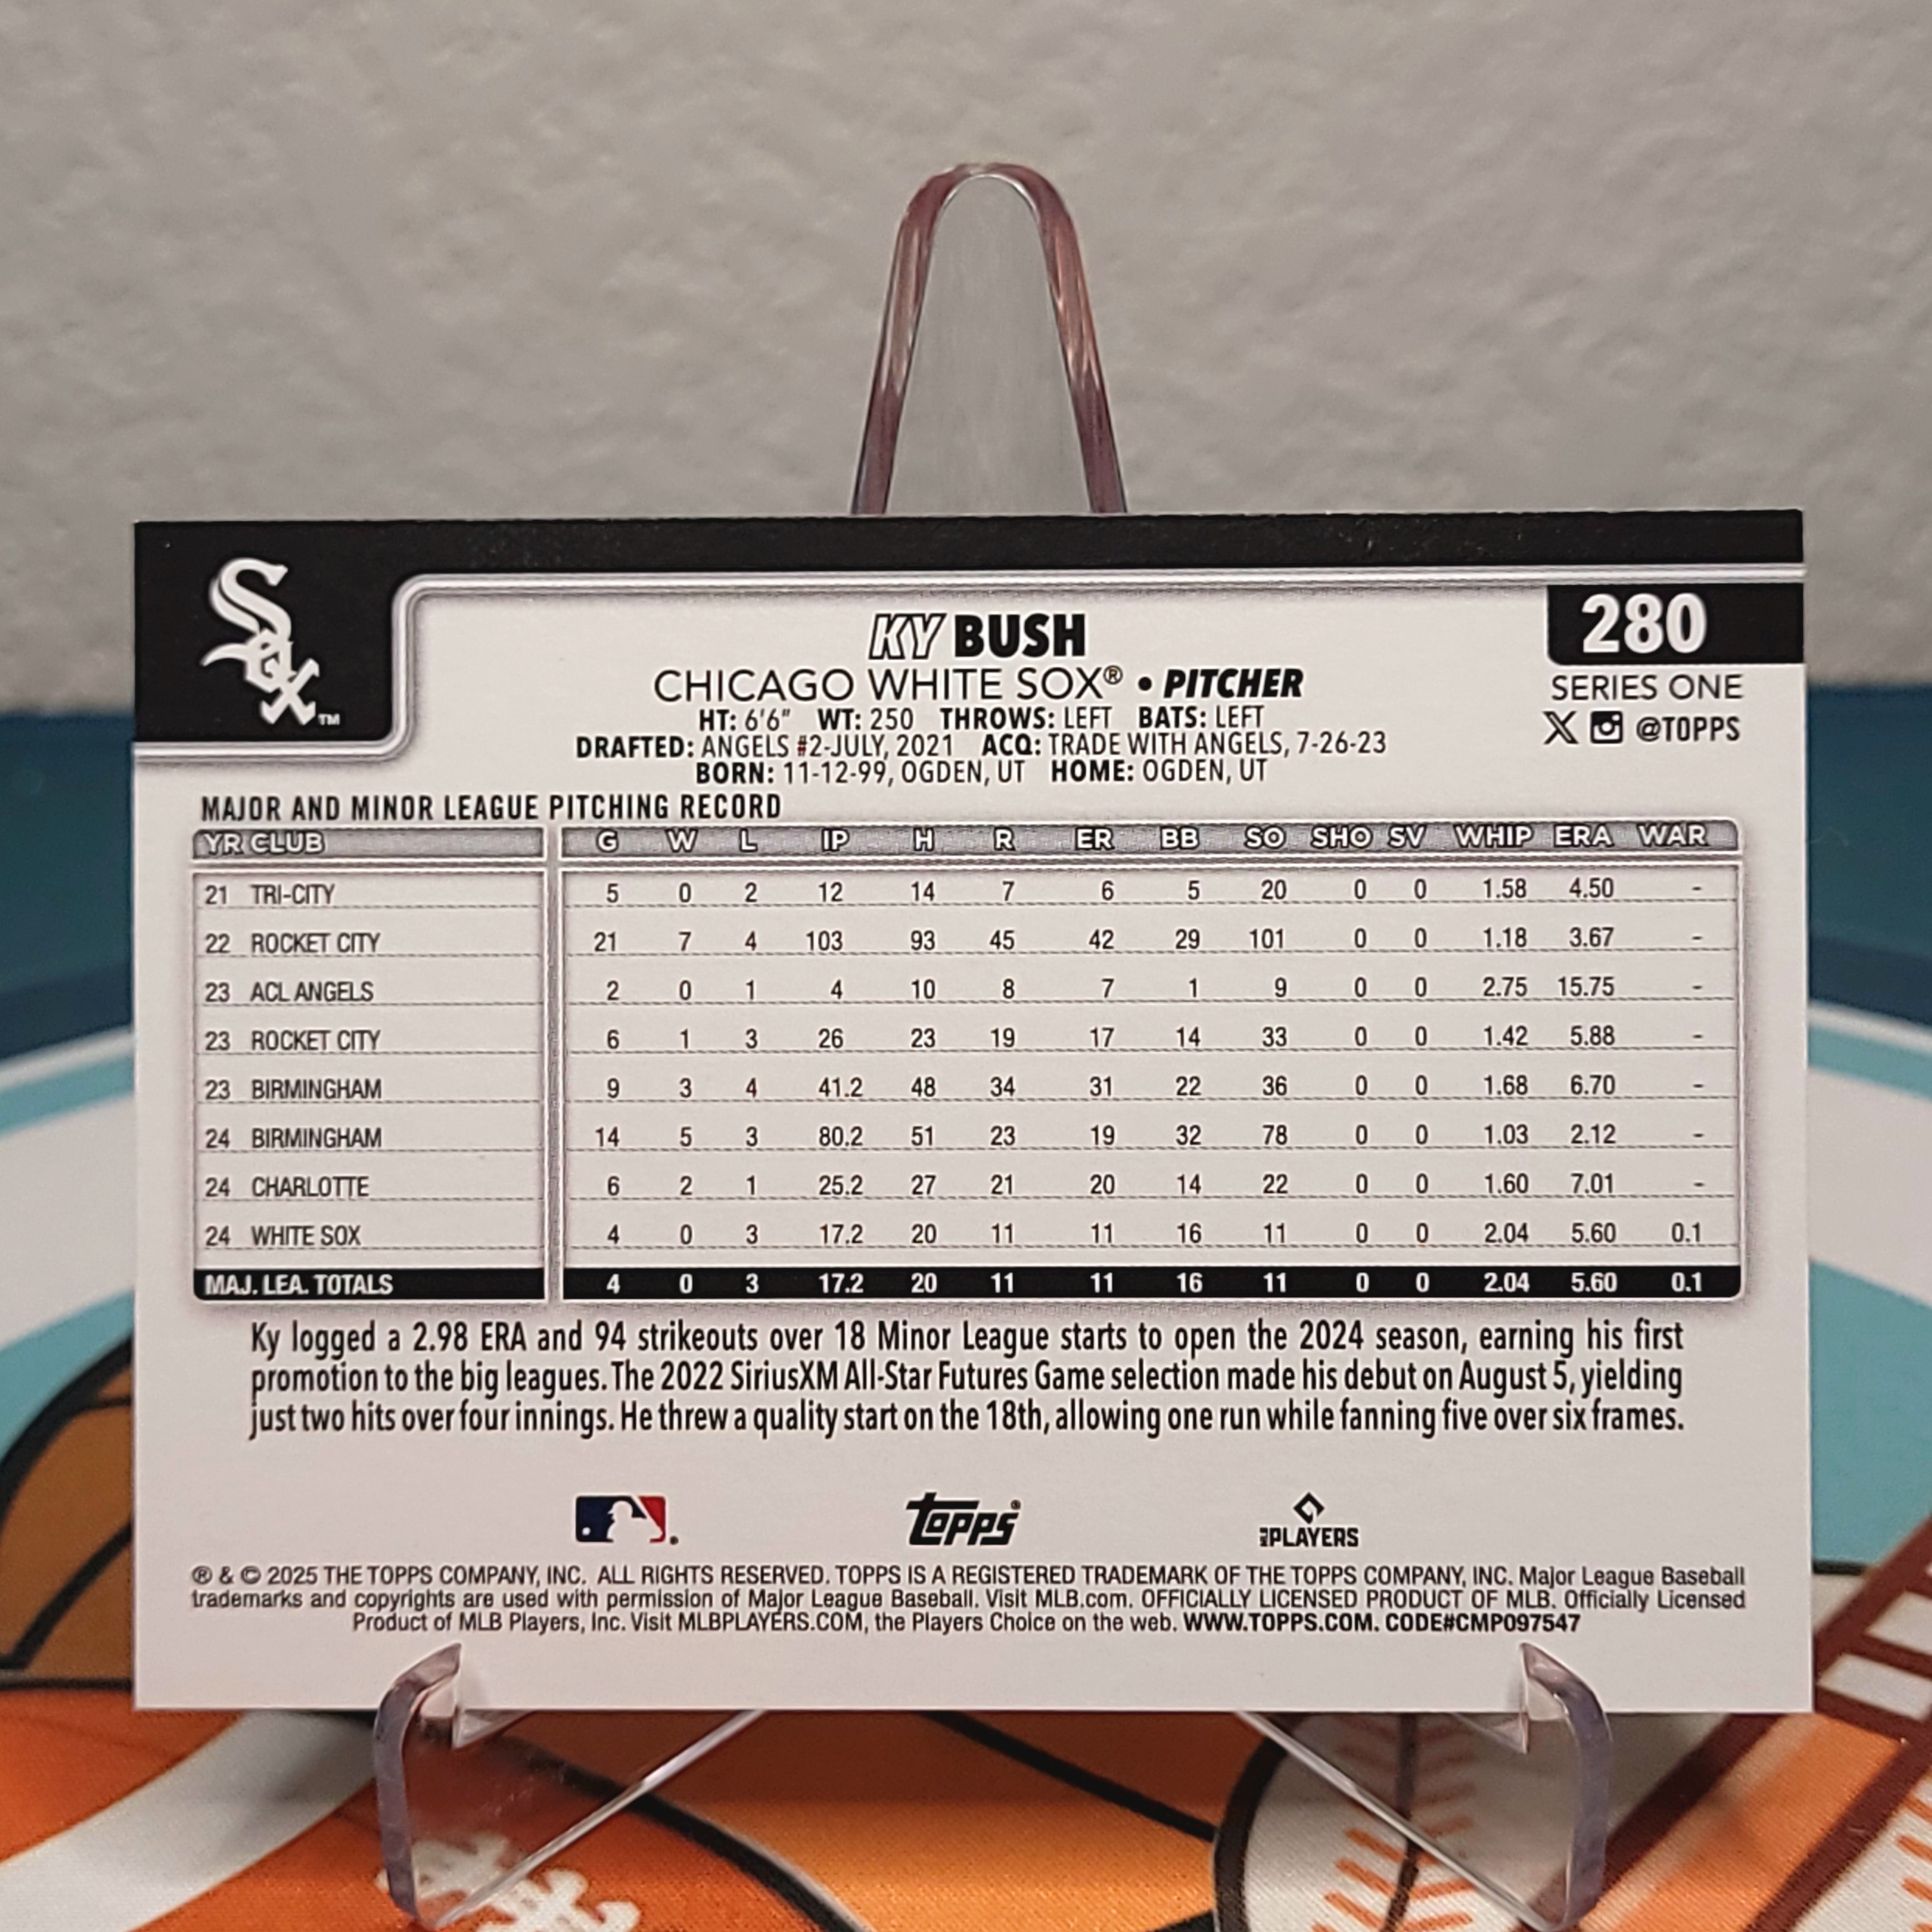 Sox™
KY BUSH
280
CHICAGO WHITE SOX® • PITCHER
SERIES ONE
HT: 6'6" WT: 250 THROWS: LEFT BATS: LEFT
X @TOPPS
DRAFTED: ANGELS #2-JULY, 2021 ACQ: TRADE WITH ANGELS, 7-26-23
BORN: 11-12-99, OGDEN, UT HOME: OGDEN, UT
MAJOR AND MINOR LEAGUE PITCHING RECORD
YR CLUB G W L IP H R ER BB SO SHO SV WHIP ERA WAR
21 TRI-CITY 5 0 2 12 14 7 6 5 20 0 0 1.58 4.50 -
22 ROCKET CITY 21 7 4 103 93 45 42 29 101 0 0 1.18 3.67 -
23 ACL ANGELS 2 0 1 4 10 8 7 1 9 0 0 2.75 15.75 -
23 ROCKET CITY 6 1 3 26 23 19 17 14 33 0 0 1.42 5.88 -
23 BIRMINGHAM 9 3 4 41.2 48 34 31 22 36 0 0 1.68 6.70 -
24 BIRMINGHAM 14 5 3 80.2 51 23 19 32 78 0 0 1.03 2.12 -
24 CHARLOTTE 6 2 1 25.2 27 21 20 14 22 0 0 1.60 7.01 -
24 WHITE SOX 4 0 3 17.2 20 11 11 16 11 0 0 2.04 5.60 0.1
MAJ. LEA. TOTALS 4 0 3 17.2 20 11 11 16 11 0 0 2.04 5.60 0.1
Ky logged a 2.98 ERA and 94 strikeouts over 18 Minor League starts to open the 2024 season, earning his first
promotion to the big leagues. The 2022 SiriusXM All-Star Futures Game selection made his debut on August 5, yielding
just two hits over four innings. He threw a quality start on the 18th, allowing one run while fanning five over six frames.
Topps®
MLB PLAYERS
® & © 2025 THE TOPPS COMPANY, INC. ALL RIGHTS RESERVED. TOPPS IS A REGISTERED TRADEMARK OF THE TOPPS COMPANY, INC. Major League Baseball
trademarks and copyrights are used with permission of Major League Baseball. Visit MLB.com. OFFICIALLY LICENSED PRODUCT OF MLB. Officially Licensed
Product of MLB Players, Inc. Visit MLBPLAYERS.COM, the Players Choice on the web. WWW.TOPPS.COM. CODE#CMP097547